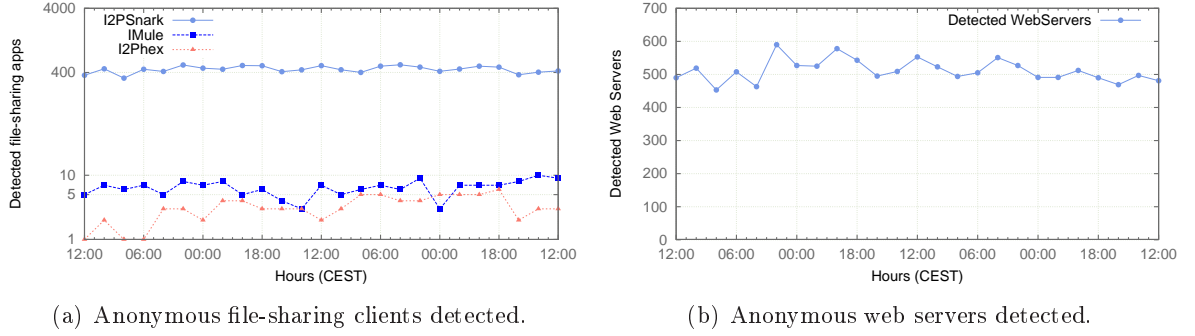 I2PSnark
IMule
I2Phex
4000
400
10
5
1
Detected file-sharing apps
12:00 06:00 00:00 18:00 12:00 06:00 00:00 18:00 12:00
Hours (CEST)
(a) Anonymous file-sharing clients detected.
Detected WebServers
700
600
500
400
300
200
100
0
Detected Web Servers
12:00 06:00 00:00 18:00 12:00 06:00 00:00 18:00 12:00
Hours (CEST)
(b) Anonymous web servers detected.